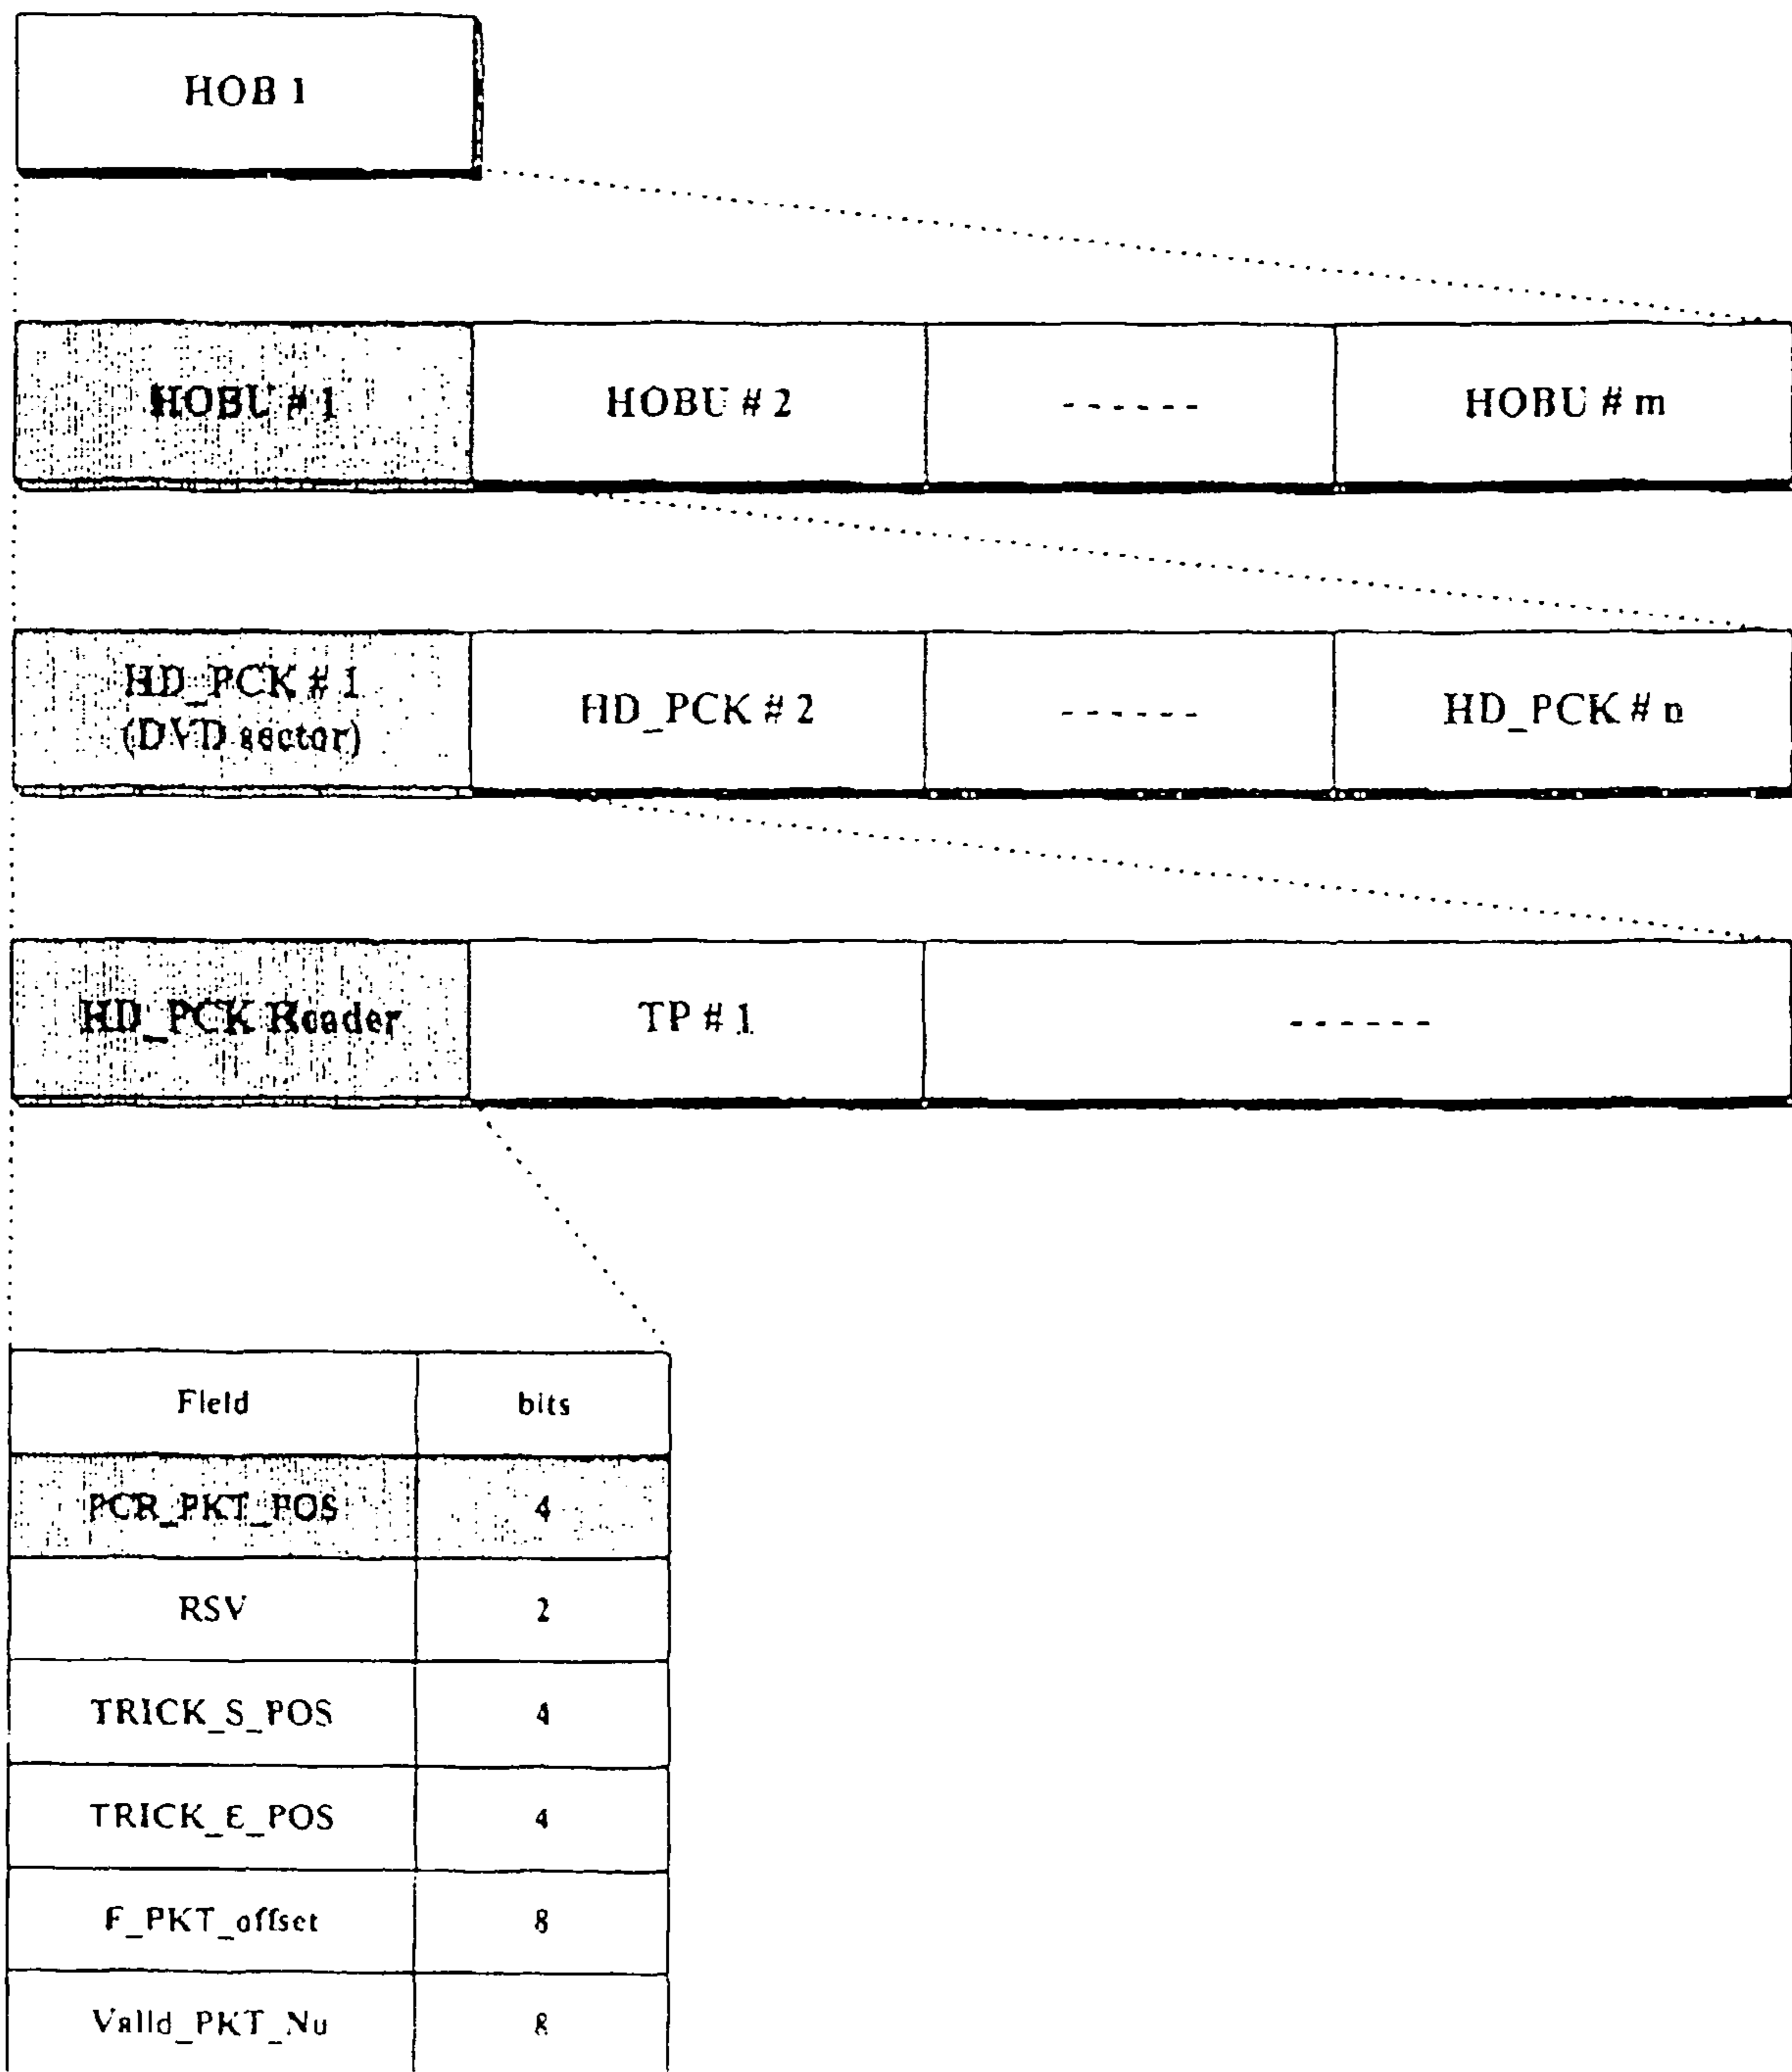 HOB 1
HOBU # 1
HOBU # 2
------
HOBU # m
HD_PCK # 1
(DVD sector)
HD_PCK # 2
------
HD_PCK # n
HD_PCK Header
TP # 1
------
Field
bits
PCR_PKT_POS
4
RSV
2
TRICK_S_POS
4
TRICK_E_POS
4
F_PKT_offset
8
Valid_PKT_Nu
8